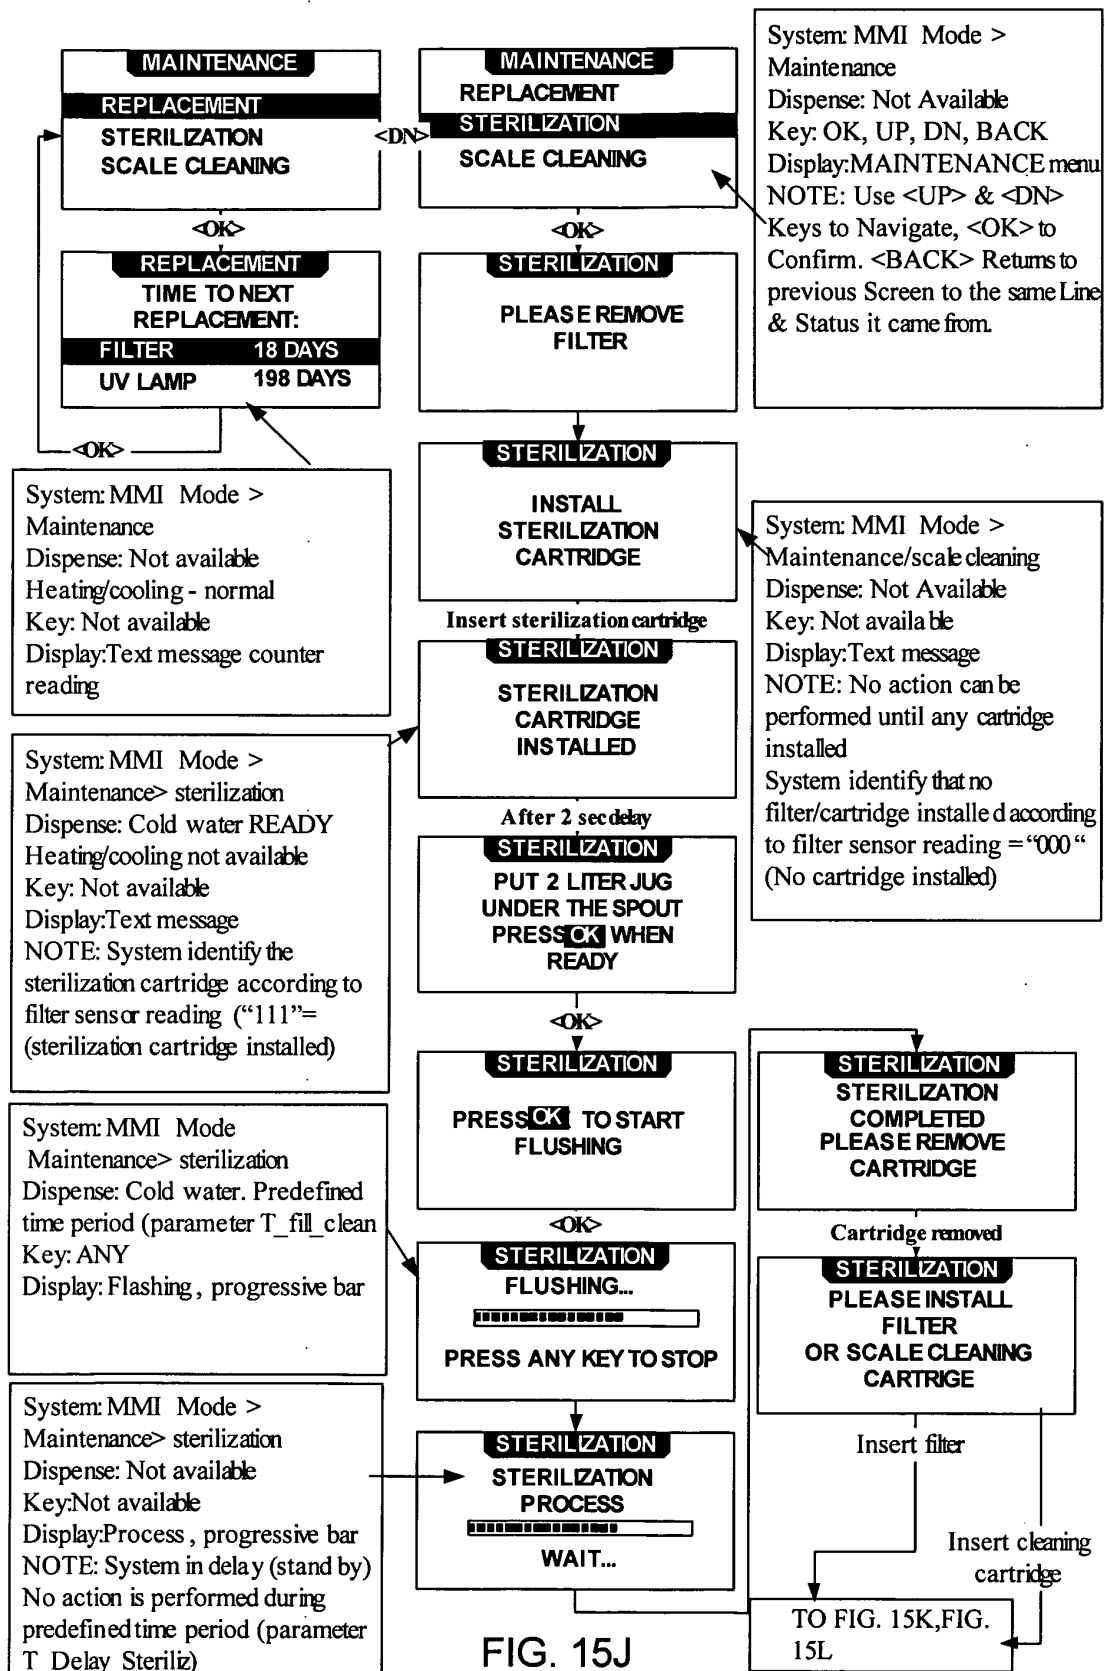 MAINTENANCE
REPLACEMENT
STERILIZATION
SCALE CLEANING
<DN>
MAINTENANCE
REPLACEMENT
STERILIZATION
SCALE CLEANING
System: MMI Mode >
Maintenance
Dispense: Not Available
Key: OK, UP, DN, BACK
Display:MAINTENANCE menu
NOTE: Use <UP> & <DN>
Keys to Navigate, <OK> to
Confirm. <BACK> Returns to
previous Screen to the same Line
& Status it came from.
<OK>
REPLACEMENT
TIME TO NEXT
REPLACEMENT:
FILTER 18 DAYS
UV LAMP 198 DAYS
<OK>
<OK>
STERILIZATION
PLEASE REMOVE
FILTER
System: MMI Mode >
Maintenance
Dispense: Not available
Heating/cooling - normal
Key: Not available
Display:Text message counter
reading
STERILIZATION
INSTALL
STERILIZATION
CARTRIDGE
Insert sterilization cartridge
System: MMI Mode >
Maintenance/scale cleaning
Dispense: Not Available
Key: Not available
Display:Text message
NOTE: No action can be
performed until any cartridge
installed
System identify that no
filter/cartridge installed according
to filter sensor reading = "000 "
(No cartridge installed)
STERILIZATION
STERILIZATION
CARTRIDGE
INSTALLED
After 2 sec delay
System: MMI Mode >
Maintenance> sterilization
Dispense: Cold water READY
Heating/cooling not available
Key: Not available
Display:Text message
NOTE: System identify the
sterilization cartridge according to
filter sensor reading ("111"=
(sterilization cartridge installed)
STERILIZATION
PUT 2 LITER JUG
UNDER THE SPOUT
PRESS OK WHEN
READY
<OK>
STERILIZATION
PRESS OK TO START
FLUSHING
<OK>
System: MMI Mode
Maintenance> sterilization
Dispense: Cold water. Predefined
time period (parameter T_fill_clean
Key: ANY
Display: Flashing, progressive bar
STERILIZATION
FLUSHING...
PRESS ANY KEY TO STOP
System: MMI Mode >
Maintenance> sterilization
Dispense: Not available
Key:Not available
Display:Process, progressive bar
NOTE: System in delay (stand by)
No action is performed during
predefined time period (parameter
T_Delay_Steriliz)
STERILIZATION
STERILIZATION
PROCESS
WAIT...
STERILIZATION
STERILIZATION
COMPLETED
PLEASE REMOVE
CARTRIDGE
Cartridge removed
STERILIZATION
PLEASE INSTALL
FILTER
OR SCALE CLEANING
CARTRIGE
Insert filter
Insert cleaning
cartridge
TO FIG. 15K,FIG.
15L
FIG. 15J